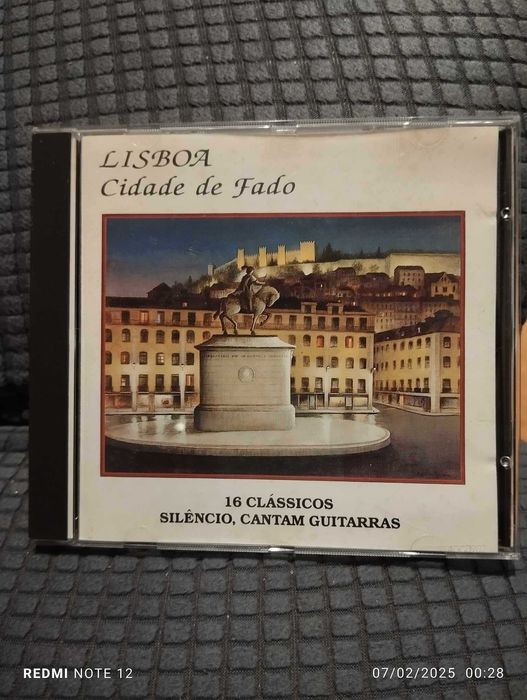 LISBOA
Cidade de Fado
16 CLÁSSICOS
SILÊNCIO, CANTAM GUITARRAS
REDMI NOTE 12
07/02/2025 00:28